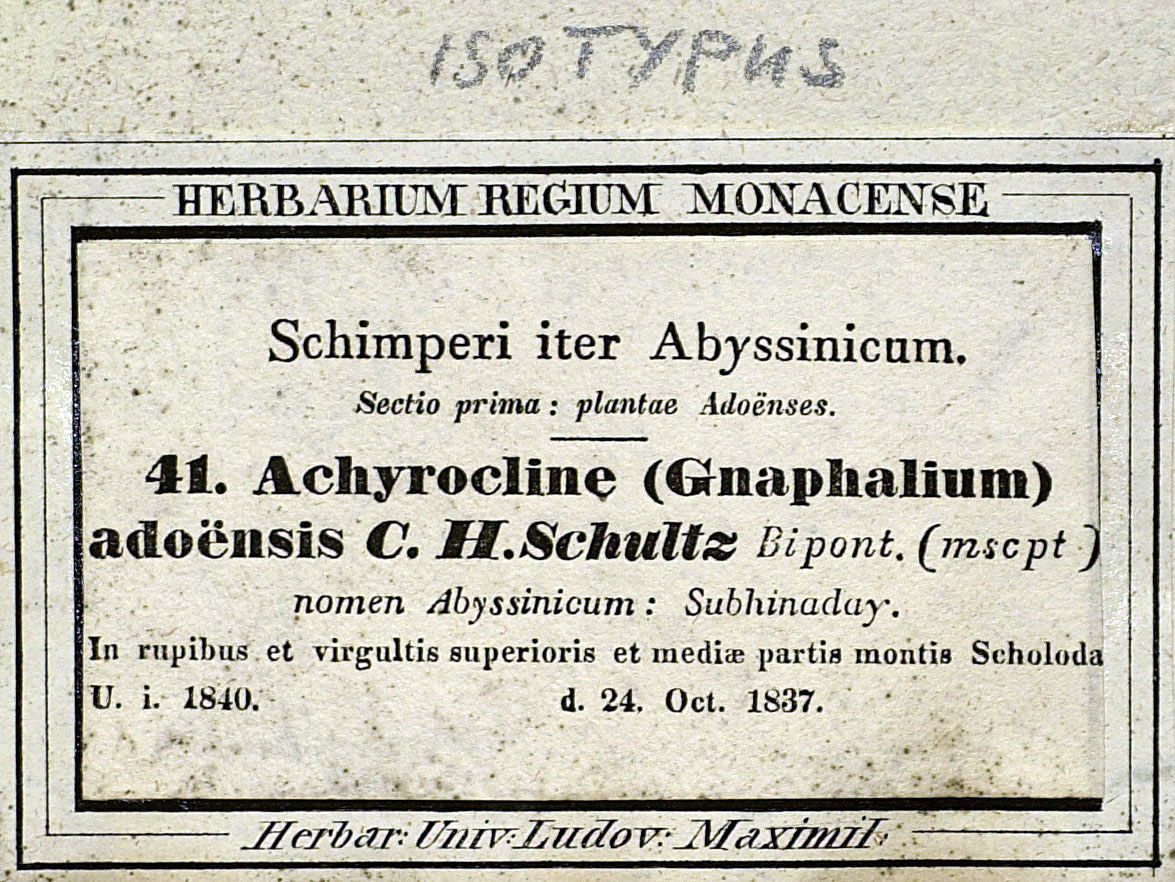 ISOTYPUS
HERBARIUM REGIUM MONACENSE
Schimperi iter Abyssinicum.
Sectio prima: plantae Adoënses.
41. Achyrocline (Gnaphalium)
adoënsis C. H. Schultz Bipont. (mscpt )
nomen Abyssinicum: Subhinaday.
In rupibus et virgultis superioris et mediæ partis montis Scholoda
U. i. 1840. d. 24. Oct. 1837.
Herbar: Univ: Ludov: Maximil: